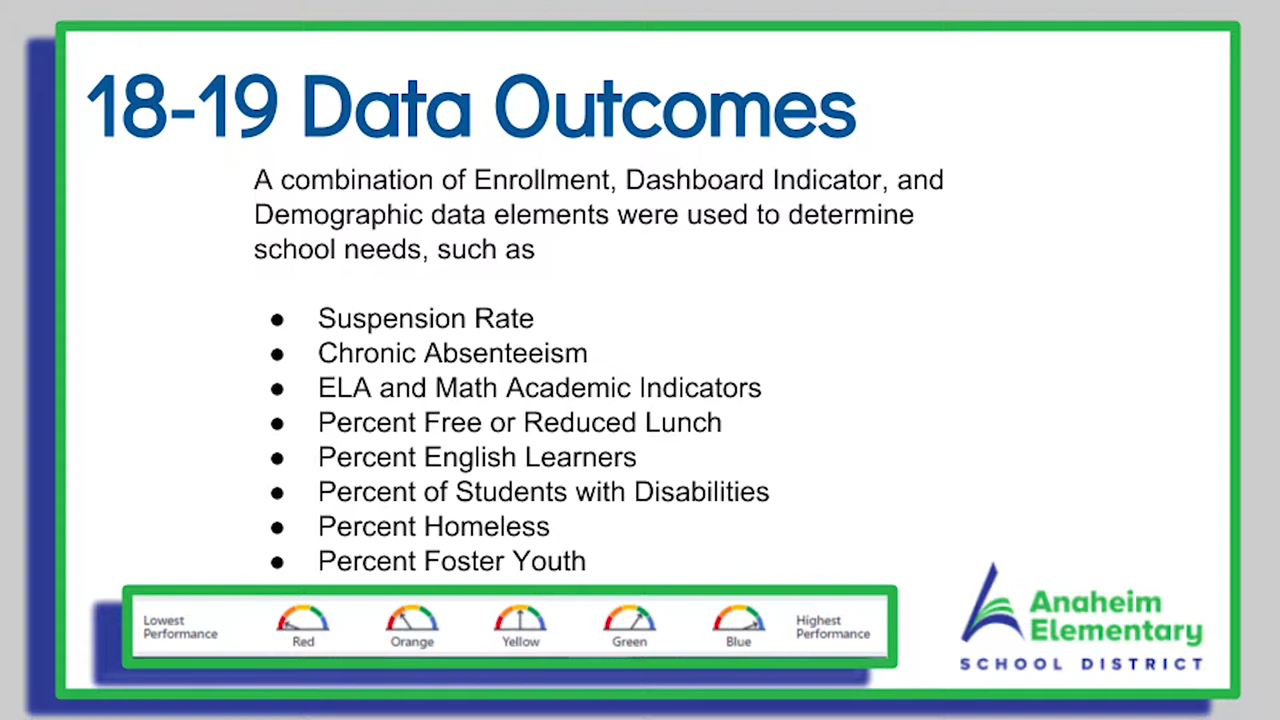 18-19 Data Outcomes
A combination of Enrollment, Dashboard Indicator, and
Demographic data elements were used to determine
school needs, such as
● Suspension Rate
● Chronic Absenteeism
● ELA and Math Academic Indicators
● Percent Free or Reduced Lunch
● Percent English Learners
● Percent of Students with Disabilities
● Percent Homeless
● Percent Foster Youth
Lowest
Performance
Red
Orange
Yellow
Green
Blue
Highest
Performance
Anaheim
Elementary
SCHOOL DISTRICT